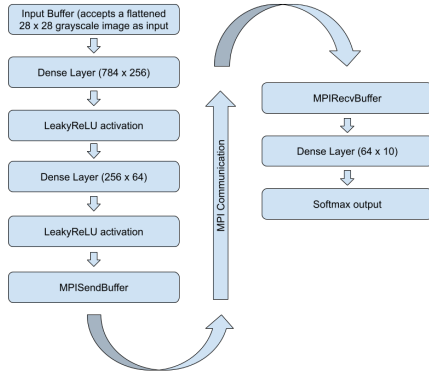 Input Buffer (accepts a flattened
28 x 28 grayscale image as input
Dense Layer (784 x 256)
LeakyReLU activation
Dense Layer (256 x 64)
LeakyReLU activation
MPISendBuffer
MPI Communication
MPIRecvBuffer
Dense Layer (64 x 10)
Softmax output